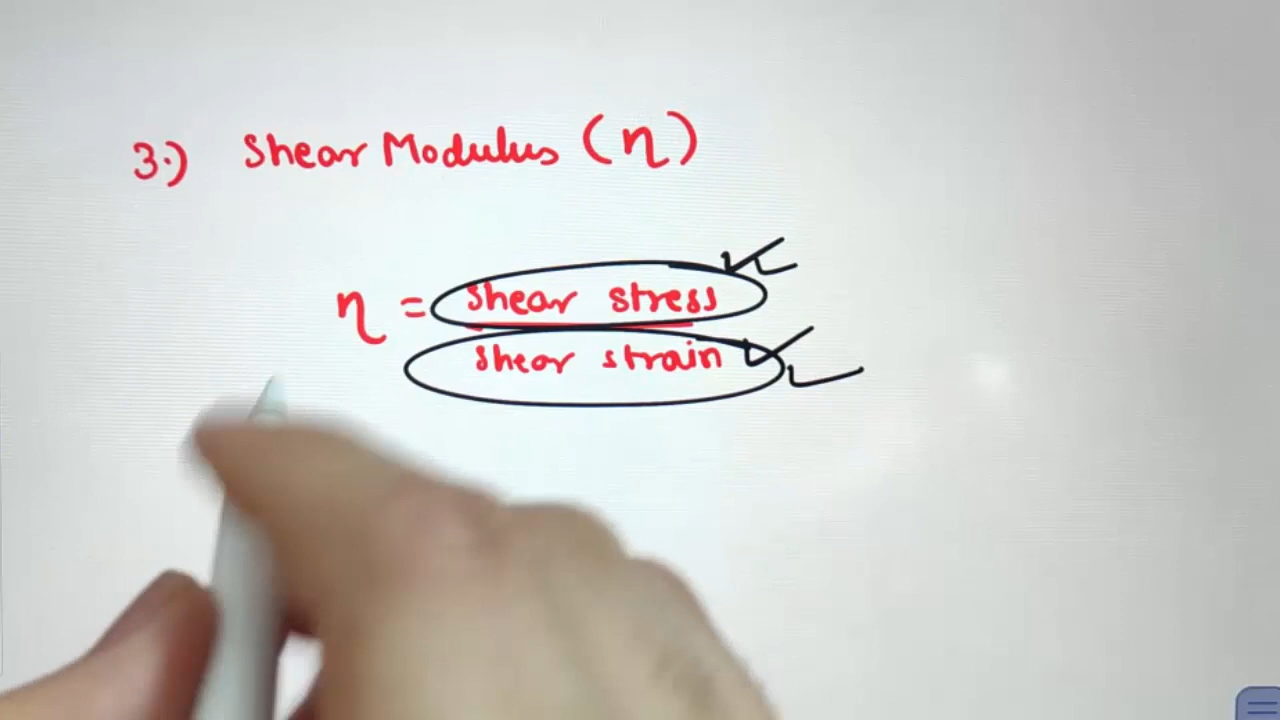 3.) Shear Modulus (η)
η = shear stress
shear strain